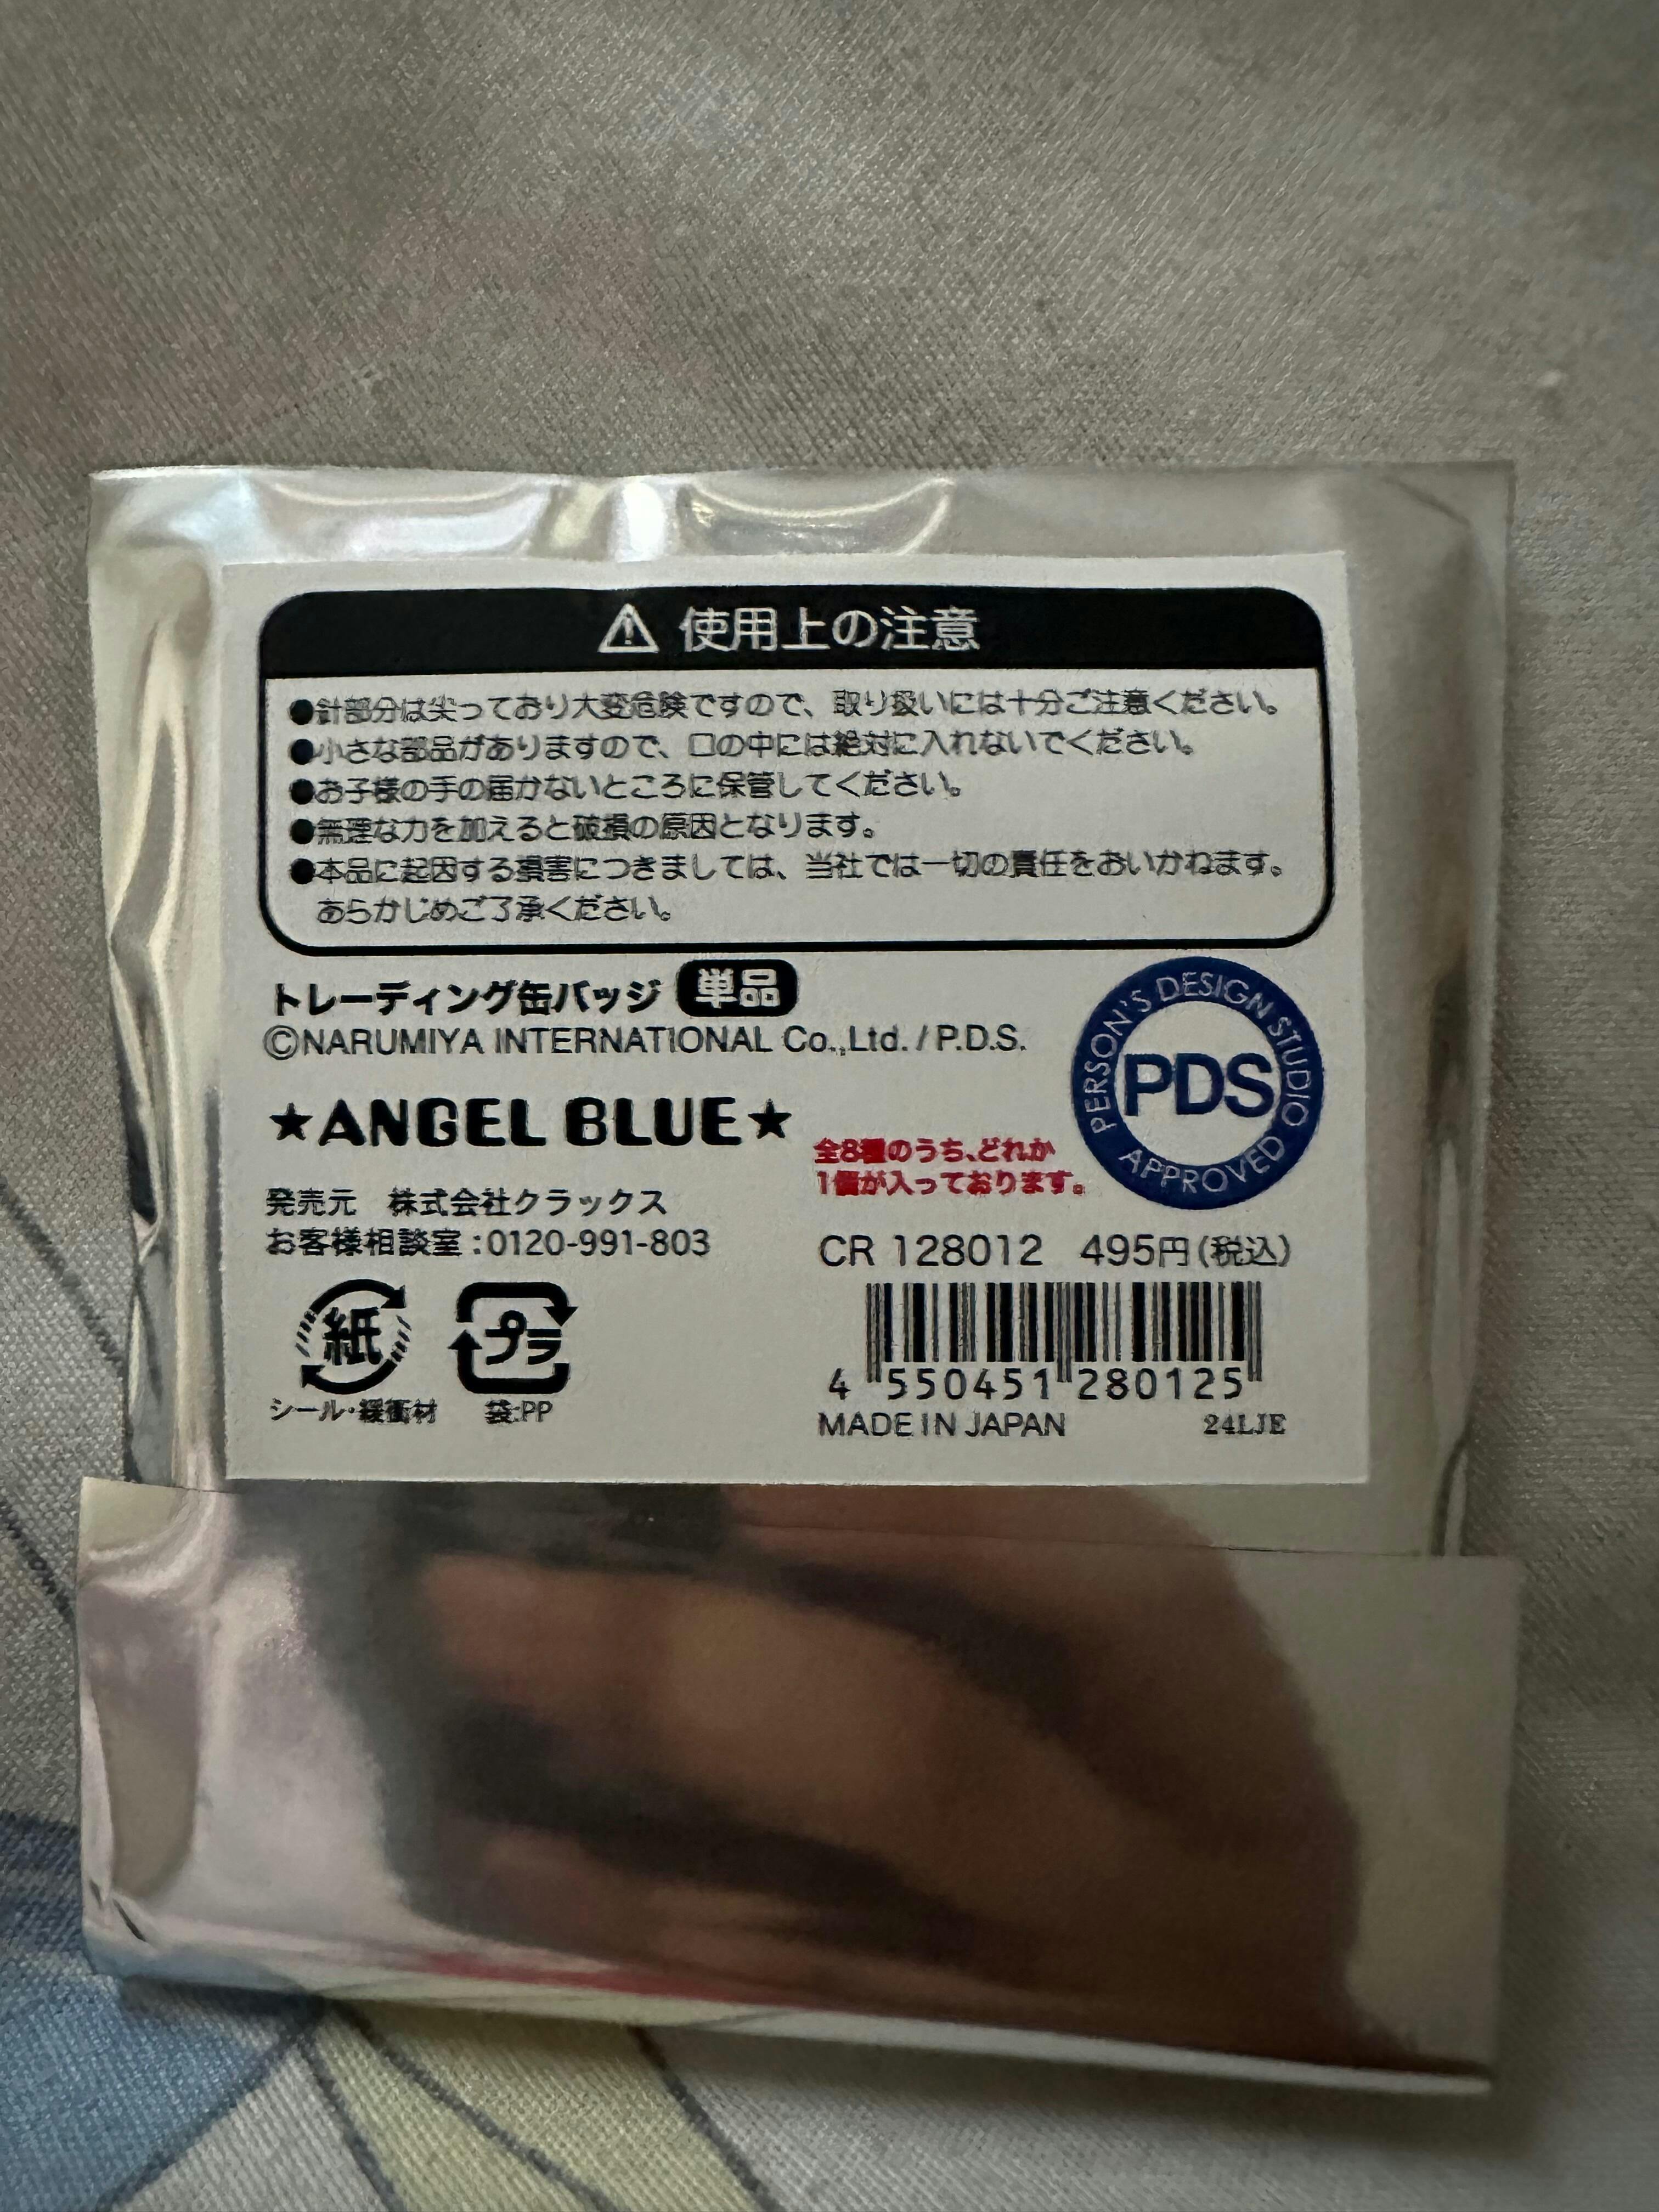 ⚠ 使用上の注意
●針部分は尖っており大変危険ですので、取り扱いには十分ご注意ください。
●小さな部品がありますので、口の中には絶対に入れないでください。
●お子様の手の届かないところに保管してください。
●無理な力を加えると破損の原因となります。
●本品に起因する損害につきましては、当社では一切の責任をおいかねます。
あらかじめご了承ください。
トレーディング缶バッジ 単品
©NARUMIYA INTERNATIONAL Co.,Ltd. / P.D.S.
PERSON'S DESIGN STUDIO
PDS
APPROVED
★ANGEL BLUE★
全8種のうち、どれか
1個が入っております。
発売元 株式会社クラックス
お客様相談室:0120-991-803
CR 128012 495円(税込)
紙
プラ
シール・緩衝材 袋:PP
4 550451 280125
MADE IN JAPAN 24LJE